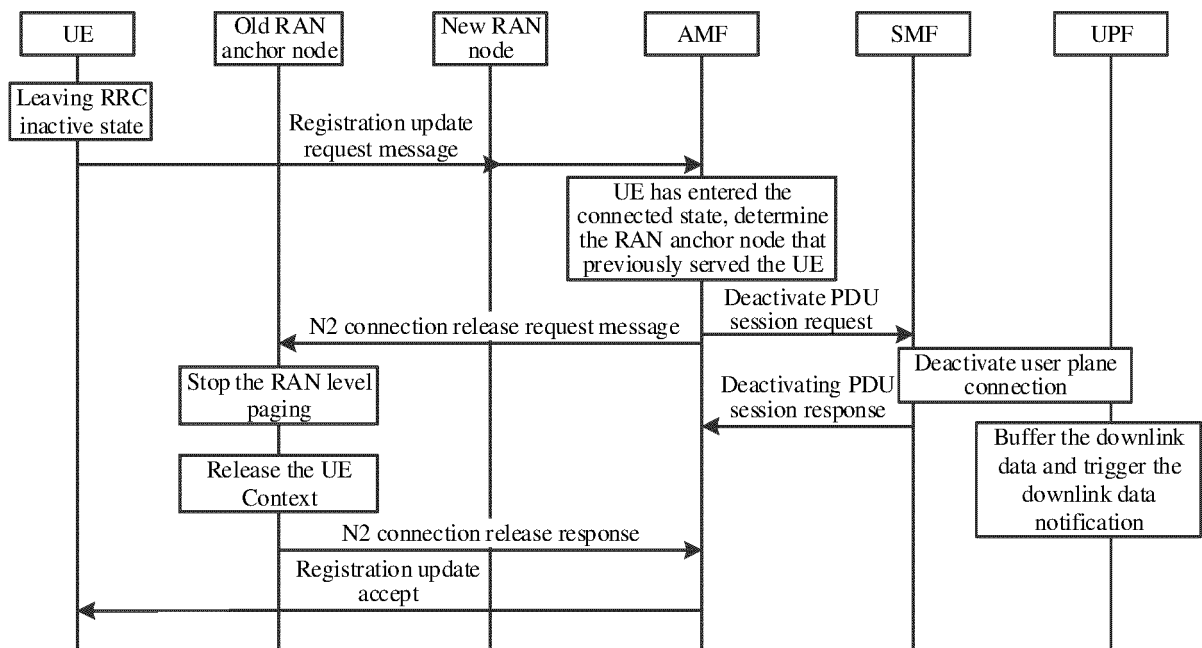 UE
Old RAN
anchor node
New RAN
node
AMF
SMF
UPF
Leaving RRC
inactive state
Registration update
request message
UE has entered the
connected state, determine
the RAN anchor node that
previously served the UE
Deactivate PDU
session request
N2 connection release request message
Deactivate user plane
connection
Stop the RAN level
paging
Deactivating PDU
session response
Buffer the downlink
data and trigger the
downlink data
notification
Release the UE
Context
N2 connection release response
Registration update
accept